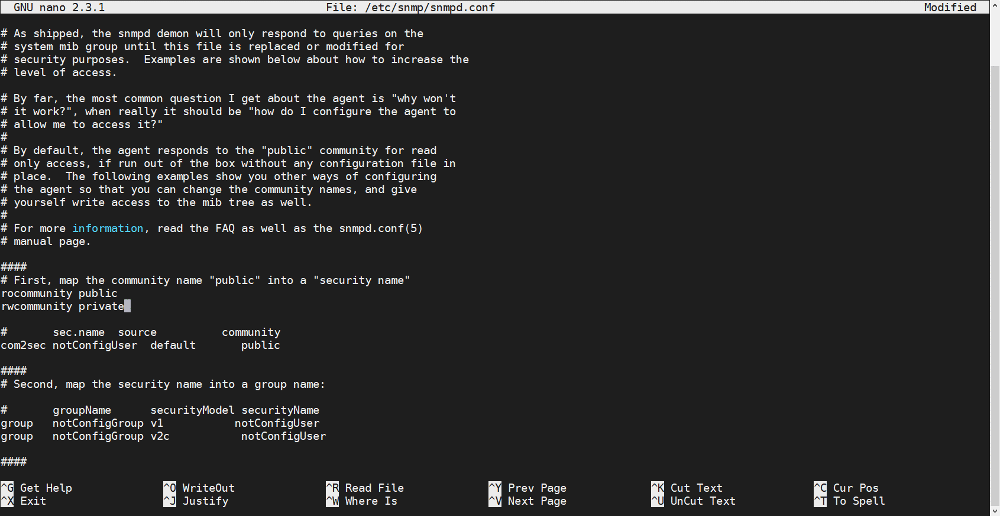 GNU nano 2.3.1 File: /etc/snmp/snmpd.conf Modified
# As shipped, the snmpd demon will only respond to queries on the
# system mib group until this file is replaced or modified for
# security purposes.  Examples are shown below about how to increase the
# level of access.
# By far, the most common question I get about the agent is "why won't
# it work?", when really it should be "how do I configure the agent to
# allow me to access it?"
#
# By default, the agent responds to the "public" community for read
# only access, if run out of the box without any configuration file in
# place.  The following examples show you other ways of configuring
# the agent so that you can change the community names, and give
# yourself write access to the mib tree as well.
#
# For more information, read the FAQ as well as the snmpd.conf(5)
# manual page.
####
# First, map the community name "public" into a "security name"
rocommunity public
rwcommunity private
#       sec.name  source          community
com2sec notConfigUser  default       public
####
# Second, map the security name into a group name:
#       groupName      securityModel securityName
group   notConfigGroup v1           notConfigUser
group   notConfigGroup v2c           notConfigUser
####
^G Get Help ^O WriteOut ^R Read File ^Y Prev Page ^K Cut Text ^C Cur Pos
^X Exit ^J Justify ^W Where Is ^V Next Page ^U UnCut Text ^T To Spell